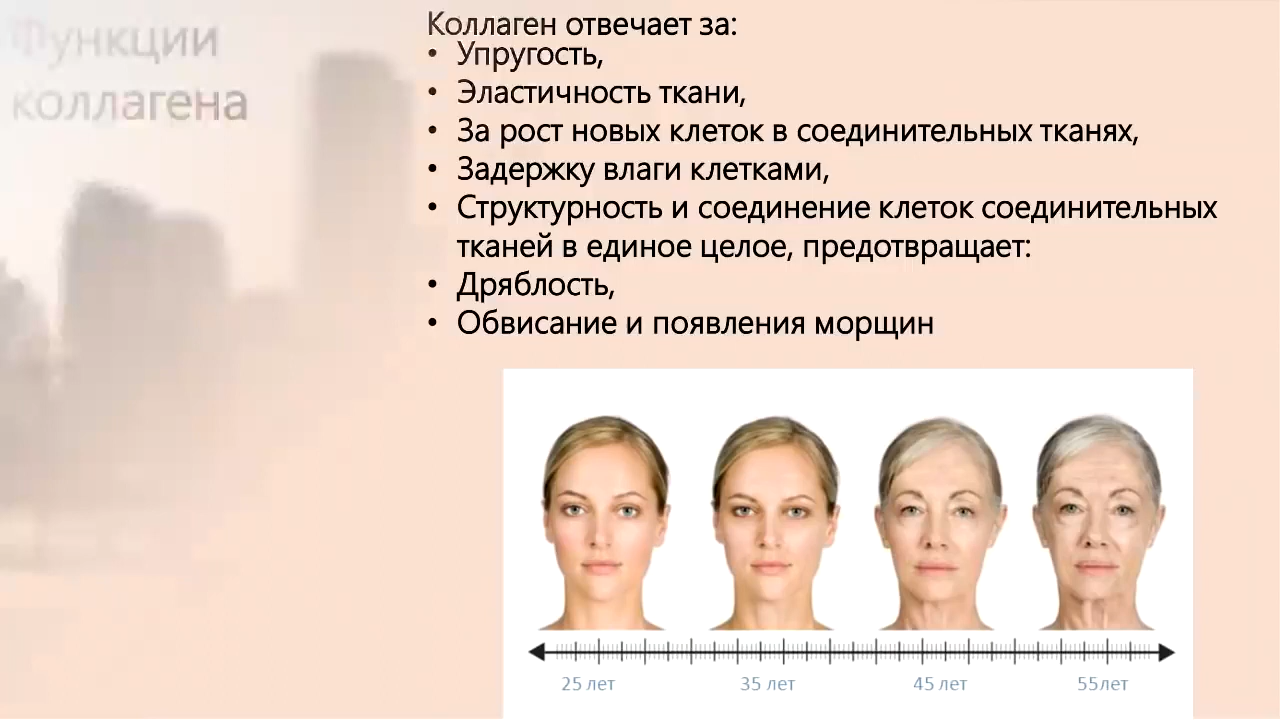 Функции
коллагена
Коллаген отвечает за:
• Упругость,
• Эластичность ткани,
• За рост новых клеток в соединительных тканях,
• Задержку влаги клетками,
• Структурность и соединение клеток соединительных
тканей в единое целое, предотвращает:
• Дряблость,
• Обвисание и появления морщин
25 лет
35 лет
45 лет
55лет